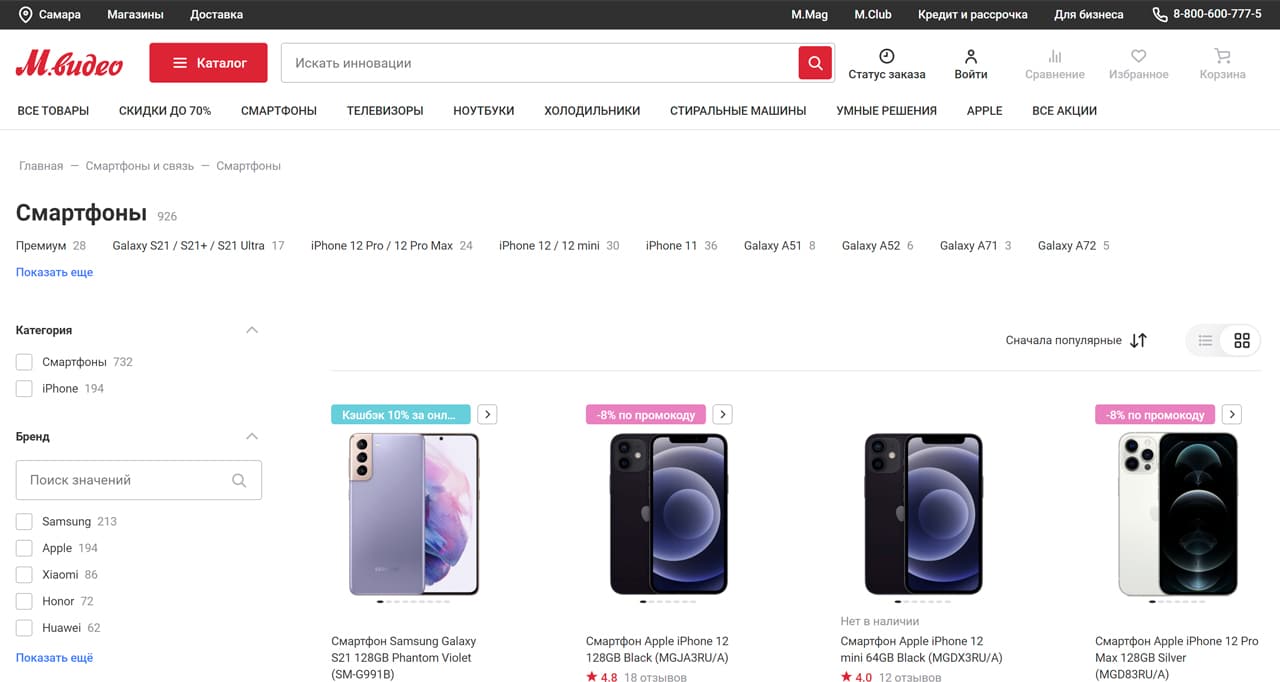 Самара Магазины Доставка M.Mag M.Club Кредит и рассрочка Для бизнеса 8-800-600-777-5
М.видео Каталог Искать инновации Статус заказа Войти Сравнение Избранное Корзина
ВСЕ ТОВАРЫ СКИДКИ ДО 70% СМАРТФОНЫ ТЕЛЕВИЗОРЫ НОУТБУКИ ХОЛОДИЛЬНИКИ СТИРАЛЬНЫЕ МАШИНЫ УМНЫЕ РЕШЕНИЯ APPLE ВСЕ АКЦИИ
Главная — Смартфоны и связь — Смартфоны
Смартфоны 926
Премиум 28 Galaxy S21 / S21+ / S21 Ultra 17 iPhone 12 Pro / 12 Pro Max 24 iPhone 12 / 12 mini 30 iPhone 11 36 Galaxy A51 8 Galaxy A52 6 Galaxy A71 3 Galaxy A72 5
Показать еще
Категория
Смартфоны 732
iPhone 194
Бренд
Поиск значений
Samsung 213
Apple 194
Xiaomi 86
Honor 72
Huawei 62
Показать ещё
Сначала популярные
Кэшбэк 10% за онл...
Смартфон Samsung Galaxy
S21 128GB Phantom Violet
(SM-G991B)
-8% по промокоду
Смартфон Apple iPhone 12
128GB Black (MGJA3RU/A)
4.8 18 отзывов
Нет в наличии
Смартфон Apple iPhone 12
mini 64GB Black (MGDX3RU/A)
4.0 12 отзывов
-8% по промокоду
Смартфон Apple iPhone 12 Pro
Max 128GB Silver
(MGD83RU/A)